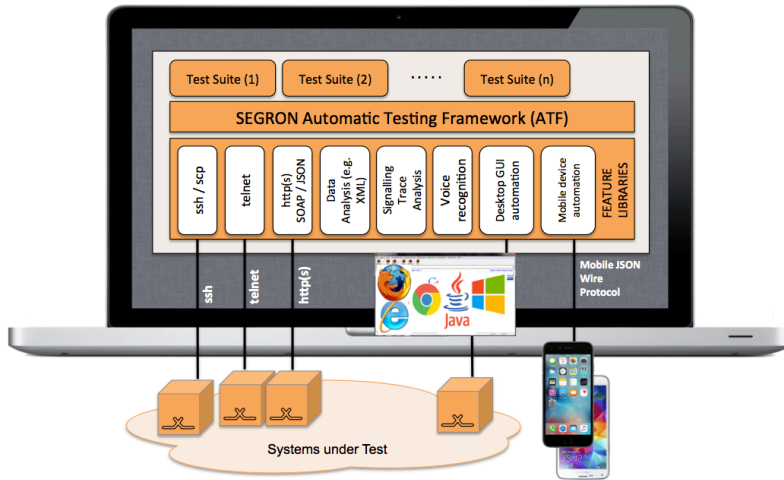 Test Suite (1)
Test Suite (2)
.....
Test Suite (n)
SEGRON Automatic Testing Framework (ATF)
ssh / scp
telnet
http(s)
SOAP / JSON
Data
Analysis (e.g.
XML)
Signalling
Trace
Analysis
Voice
recognition
Desktop GUI
automation
Mobile device
automation
FEATURE
LIBRARIES
ssh
telnet
http(s)
Mobile JSON
Wire
Protocol
Java
Systems under Test